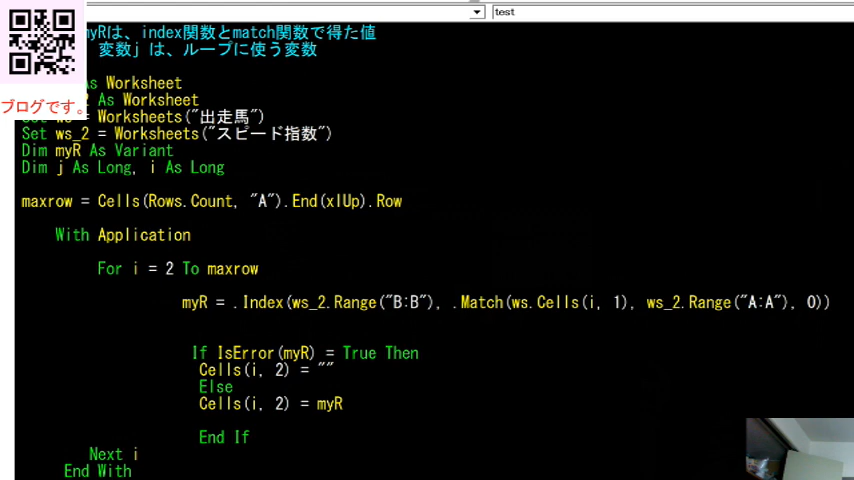 test
myRは、index関数とmatch関数で得た値
変数j は、ループに使う変数
As Worksheet
As Worksheet
ブログです。
= Worksheets("出走馬")
Set ws_2 = Worksheets("スピード指数")
Dim myR As Variant
Dim j As Long, i As Long
maxrow = Cells(Rows.Count, "A").End(xlUp).Row
With Application
For i = 2 To maxrow
myR = .Index(ws_2.Range("B:B"), .Match(ws.Cells(i, 1), ws_2.Range("A:A"), 0))
If IsError(myR) = True Then
Cells(i, 2) = ""
Else
Cells(i, 2) = myR
End If
Next i
End With